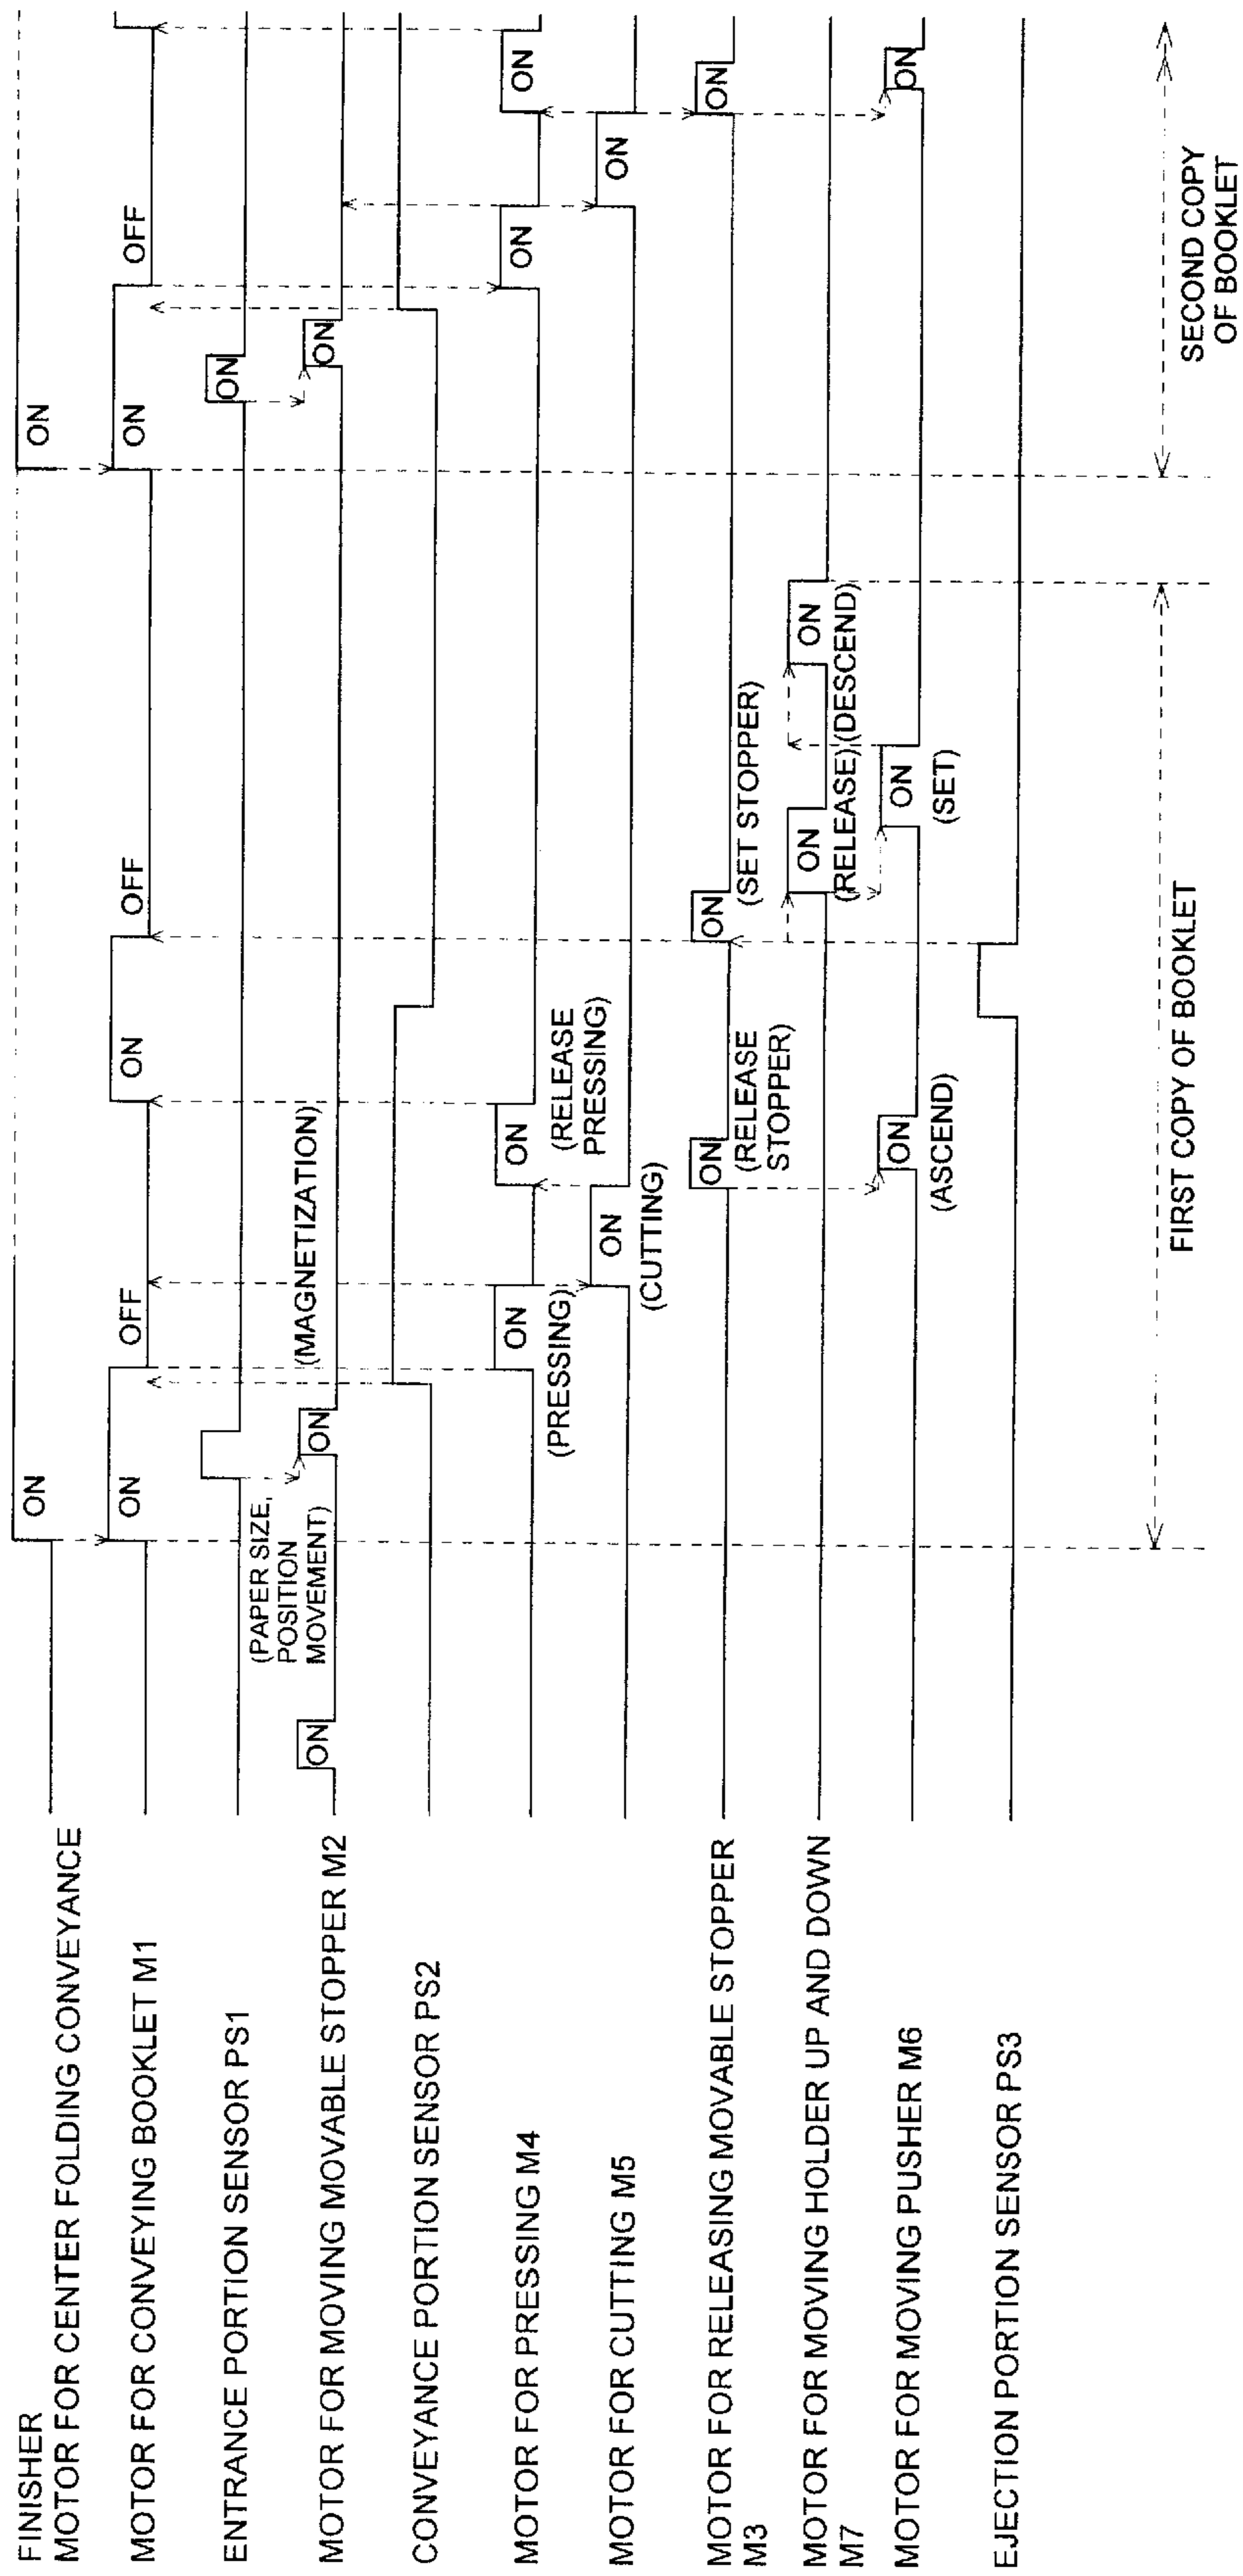 FINISHER
MOTOR FOR CENTER FOLDING CONVEYANCE
ON
ON
MOTOR FOR CONVEYING BOOKLET M1
ON
OFF
ON
OFF
ON
OFF
ENTRANCE PORTION SENSOR PS1
ON
(PAPER SIZE,
POSITION
MOVEMENT)
MOTOR FOR MOVING MOVABLE STOPPER M2
ON
ON
(MAGNETIZATION)
ON
CONVEYANCE PORTION SENSOR PS2
MOTOR FOR PRESSING M4
ON
ON
ON
ON
(PRESSING)
(RELEASE
PRESSING)
MOTOR FOR CUTTING M5
ON
ON
(CUTTING)
MOTOR FOR RELEASING MOVABLE STOPPER
M3
ON
ON
ON
(RELEASE
STOPPER)
(SET STOPPER)
MOTOR FOR MOVING HOLDER UP AND DOWN
M7
ON
ON
(RELEASE)
(DESCEND)
MOTOR FOR MOVING PUSHER M6
ON
ON
ON
(ASCEND)
(SET)
EJECTION PORTION SENSOR PS3
FIRST COPY OF BOOKLET
SECOND COPY
OF BOOKLET